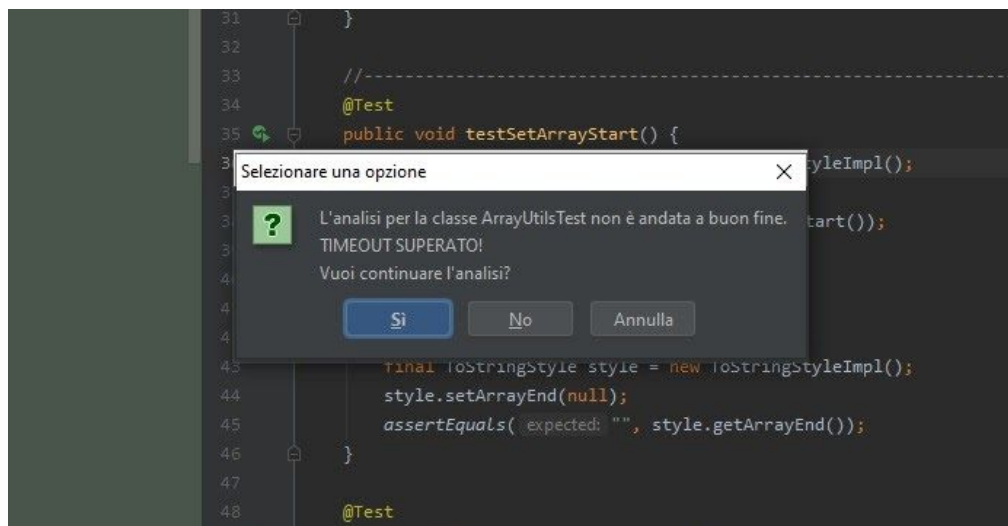 31 }
32
33 //--------------------------------------------------------------
34 @Test
35 public void testSetArrayStart() {
Selezionare una opzione
yleImpl();
?
L'analisi per la classe ArrayUtilsTest non è andata a buon fine.
tart());
TIMEOUT SUPERATO!
Vuoi continuare l'analisi?
Sì No Annulla
43 final ToStringStyle style = new ToStringStyleImpl();
44 style.setArrayEnd(null);
45 assertEquals( expected: "", style.getArrayEnd());
46 }
47
48 @Test